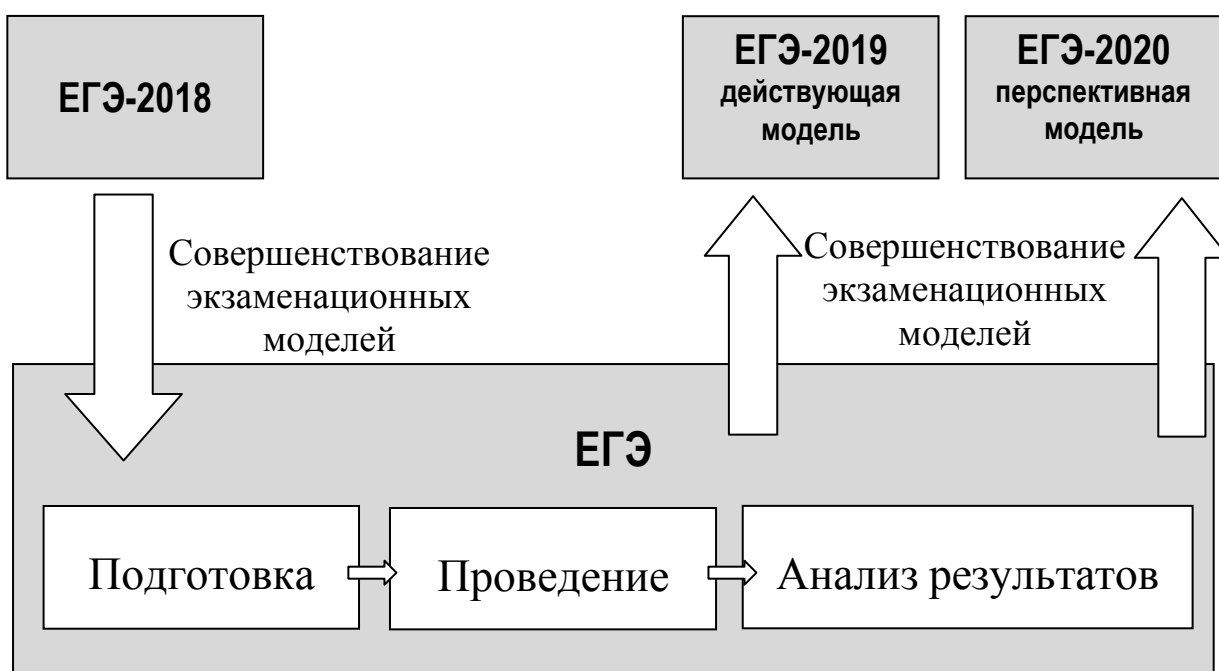 ЕГЭ-2018
ЕГЭ-2019
действующая
модель
ЕГЭ-2020
перспективная
модель
Совершенствование
экзаменационных
моделей
Совершенствование
экзаменационных
моделей
ЕГЭ
Подготовка
Проведение
Анализ результатов